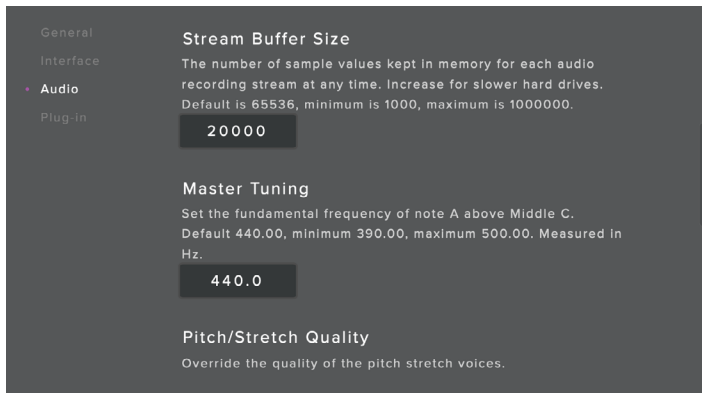 General
Interface
Audio
Plug-in
Stream Buffer Size
The number of sample values kept in memory for each audio
recording stream at any time. Increase for slower hard drives.
Default is 65536, minimum is 1000, maximum is 1000000.
20000
Master Tuning
Set the fundamental frequency of note A above Middle C.
Default 440.00, minimum 390.00, maximum 500.00. Measured in
Hz.
440.0
Pitch/Stretch Quality
Override the quality of the pitch stretch voices.